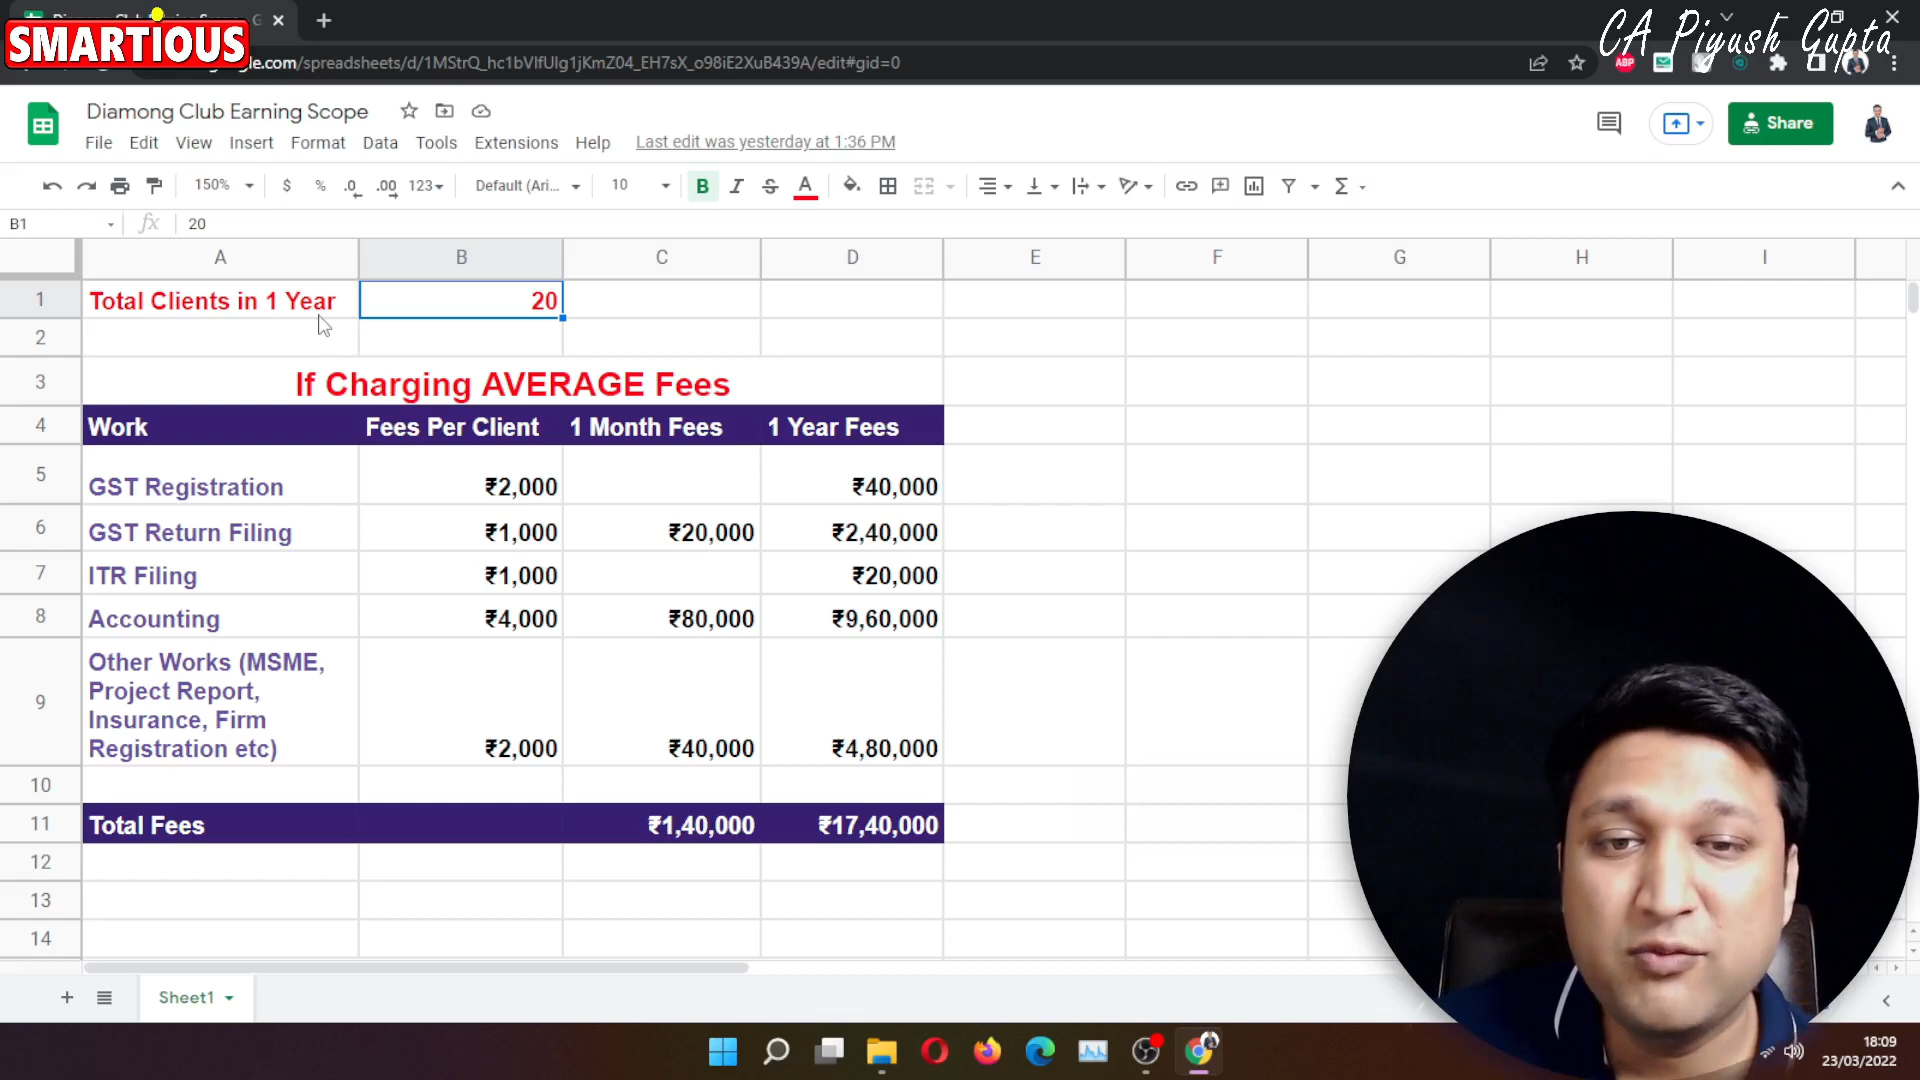 SMARTIOUS
CA Piyush Gupta
le.com/spreadsheets/d/1MStrQ_hc1bVIfUlg1jKmZ04_EH7sX_o98iE2XuB439A/edit#gid=0
ABP
Diamong Club Earning Scope
File Edit View Insert Format Data Tools Extensions Help Last edit was yesterday at 1:36 PM
Share
150% $ % .0 .00 123 Default (Ari... 10 B I S A Σ
B1 fx 20
A B C D E F G H I
1 Total Clients in 1 Year 20
2
3 If Charging AVERAGE Fees
4 Work Fees Per Client 1 Month Fees 1 Year Fees
5 GST Registration ₹2,000 ₹40,000
6 GST Return Filing ₹1,000 ₹20,000 ₹2,40,000
7 ITR Filing ₹1,000 ₹20,000
8 Accounting ₹4,000 ₹80,000 ₹9,60,000
Other Works (MSME,
Project Report,
9 Insurance, Firm
Registration etc) ₹2,000 ₹40,000 ₹4,80,000
10
11 Total Fees ₹1,40,000 ₹17,40,000
12
13
14
Sheet1
18:09
23/03/2022